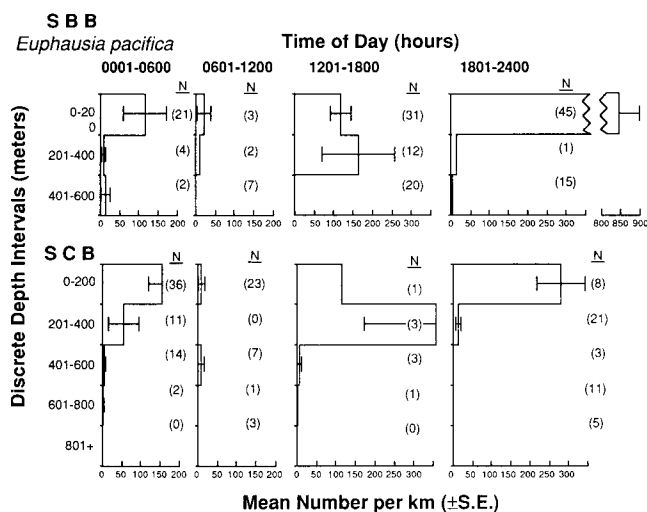 S B B
Euphausia pacifica
Time of Day (hours)
0001-0600 0601-1200 1201-1800 1801-2400
N N N N
0-20
0 (21) (3) (31) (45)
201-400 (4) (2) (12) (1)
401-600 (2) (7) (20) (15)
0 50 100 150 200 0 50 100 0 50 100 150 200 250 300 0 50 100 150 200 250 300 350 800 850 900
S C B
N N N N
0-200 (36) (23) (1) (8)
201-400 (11) (0) (3) (21)
401-600 (14) (7) (3) (3)
601-800 (2) (1) (1) (11)
801+ (0) (3) (0) (5)
0 50 100 150 200 0 50 100 150 200 0 50 100 150 200 250 300 0 50 100 150 200 250 300 350
Discrete Depth Intervals (meters)
Mean Number per km (±S.E.)